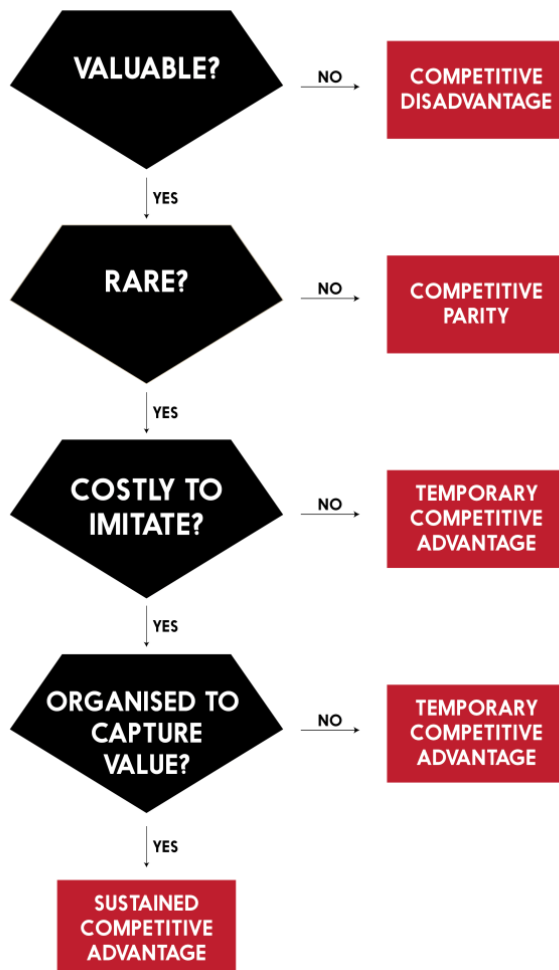 VALUABLE?
NO
COMPETITIVE
DISADVANTAGE
YES
RARE?
NO
COMPETITIVE
PARITY
YES
COSTLY TO
IMITATE?
NO
TEMPORARY
COMPETITIVE
ADVANTAGE
YES
ORGANISED TO
CAPTURE
VALUE?
NO
TEMPORARY
COMPETITIVE
ADVANTAGE
YES
SUSTAINED
COMPETITIVE
ADVANTAGE